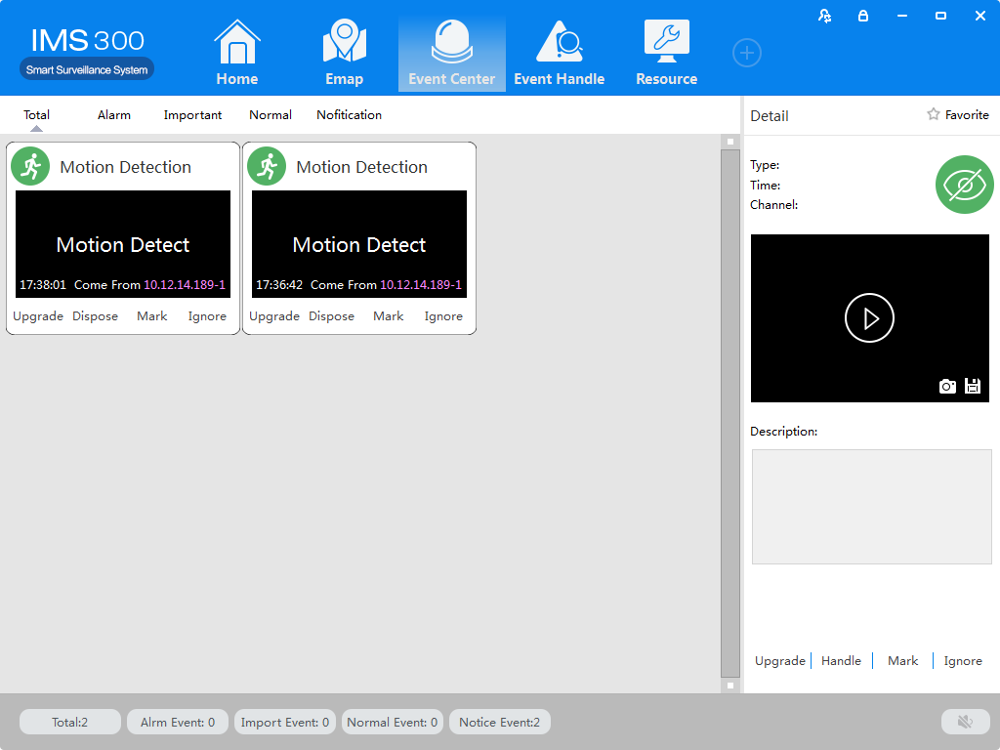 IMS 300
Smart Surveillance System
Home
Emap
Event Center
Event Handle
Resource
Total
Alarm
Important
Normal
Nofitication
Motion Detection
Motion Detect
17:38:01 Come From 10.12.14.189-1
Upgrade Dispose Mark Ignore
Motion Detection
Motion Detect
17:36:42 Come From 10.12.14.189-1
Upgrade Dispose Mark Ignore
Detail
Favorite
Type:
Time:
Channel:
Description:
Upgrade Handle Mark Ignore
Total:2
Alrm Event: 0
Import Event: 0
Normal Event: 0
Notice Event:2